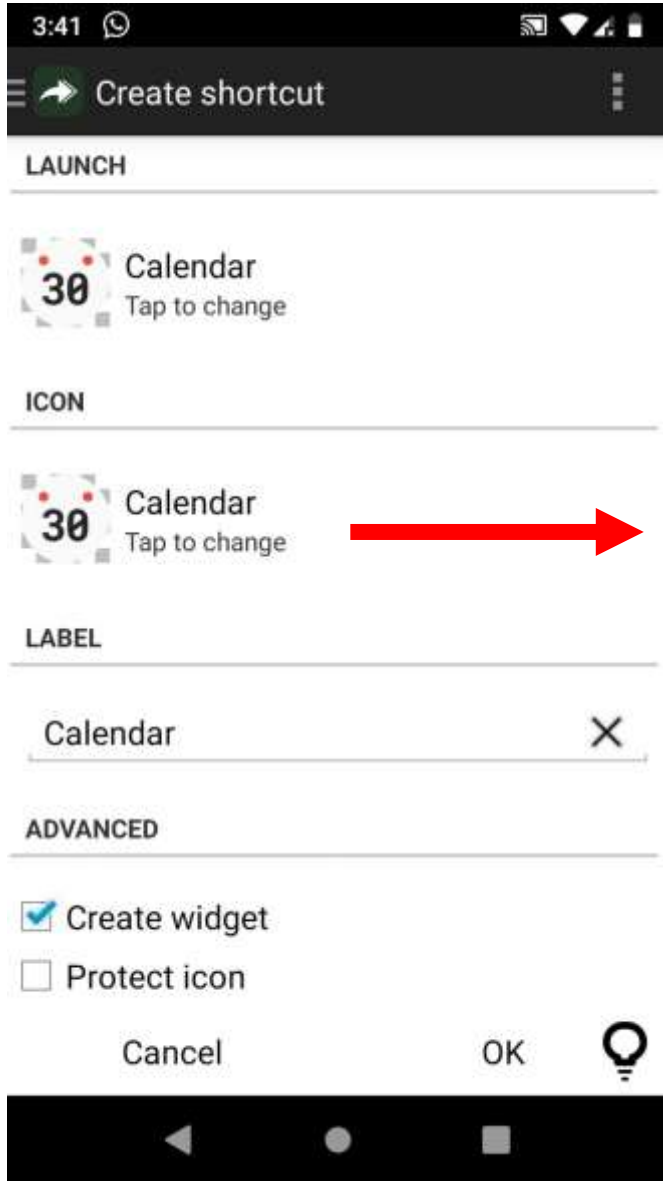 3:41
Create shortcut
LAUNCH
30
Calendar
Tap to change
ICON
30
Calendar
Tap to change
LABEL
Calendar
ADVANCED
Create widget
Protect icon
Cancel OK